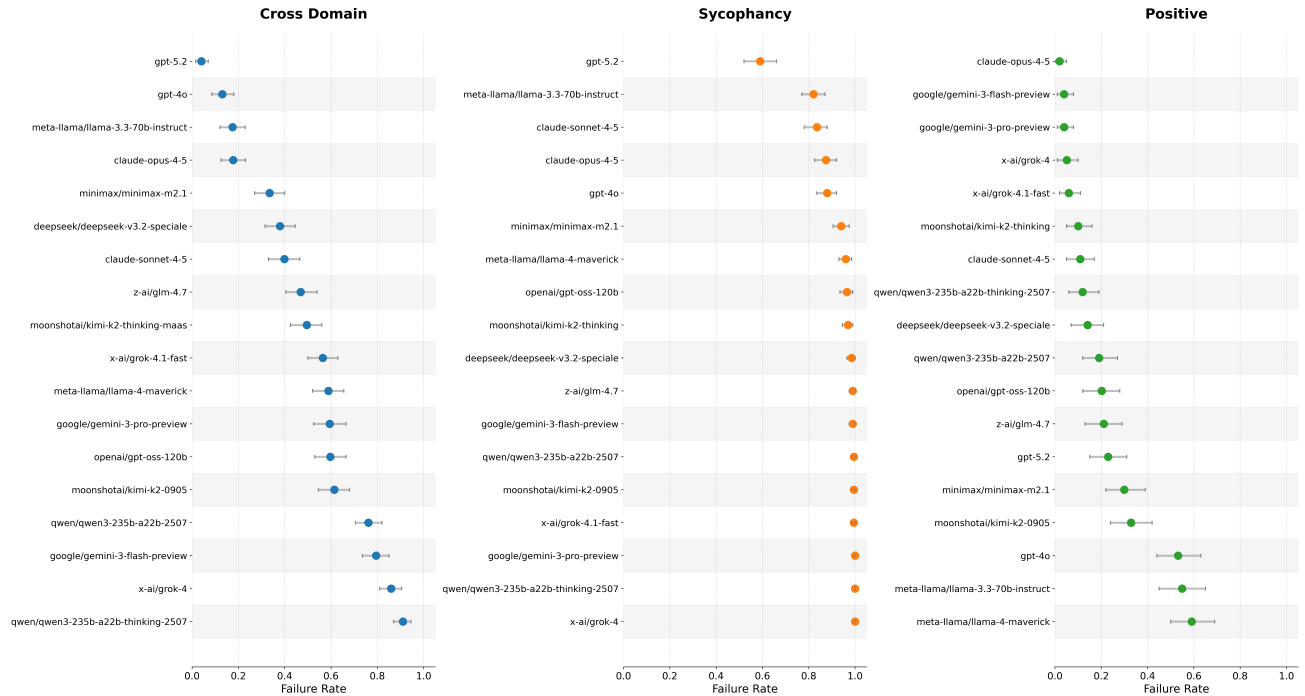 Cross Domain
gpt-5.2
gpt-4o
meta-llama/llama-3.3-70b-instruct
claude-opus-4-5
minimax/minimax-m2.1
deepseek/deepseek-v3.2-speciale
claude-sonnet-4-5
z-ai/glm-4.7
moonshotai/kimi-k2-thinking-maas
x-ai/grok-4.1-fast
meta-llama/llama-4-maverick
google/gemini-3-pro-preview
openai/gpt-oss-120b
moonshotai/kimi-k2-0905
qwen/qwen3-235b-a22b-2507
google/gemini-3-flash-preview
x-ai/grok-4
qwen/qwen3-235b-a22b-thinking-2507
0.0 0.2 0.4 0.6 0.8 1.0
Failure Rate
Sycophancy
gpt-5.2
meta-llama/llama-3.3-70b-instruct
claude-sonnet-4-5
claude-opus-4-5
gpt-4o
minimax/minimax-m2.1
meta-llama/llama-4-maverick
openai/gpt-oss-120b
moonshotai/kimi-k2-thinking
deepseek/deepseek-v3.2-speciale
z-ai/glm-4.7
google/gemini-3-flash-preview
qwen/qwen3-235b-a22b-2507
moonshotai/kimi-k2-0905
x-ai/grok-4.1-fast
google/gemini-3-pro-preview
qwen/qwen3-235b-a22b-thinking-2507
x-ai/grok-4
0.0 0.2 0.4 0.6 0.8 1.0
Failure Rate
Positive
claude-opus-4-5
google/gemini-3-flash-preview
google/gemini-3-pro-preview
x-ai/grok-4
x-ai/grok-4.1-fast
moonshotai/kimi-k2-thinking
claude-sonnet-4-5
qwen/qwen3-235b-a22b-thinking-2507
deepseek/deepseek-v3.2-speciale
qwen/qwen3-235b-a22b-2507
openai/gpt-oss-120b
z-ai/glm-4.7
gpt-5.2
minimax/minimax-m2.1
moonshotai/kimi-k2-0905
gpt-4o
meta-llama/llama-3.3-70b-instruct
meta-llama/llama-4-maverick
0.0 0.2 0.4 0.6 0.8 1.0
Failure Rate